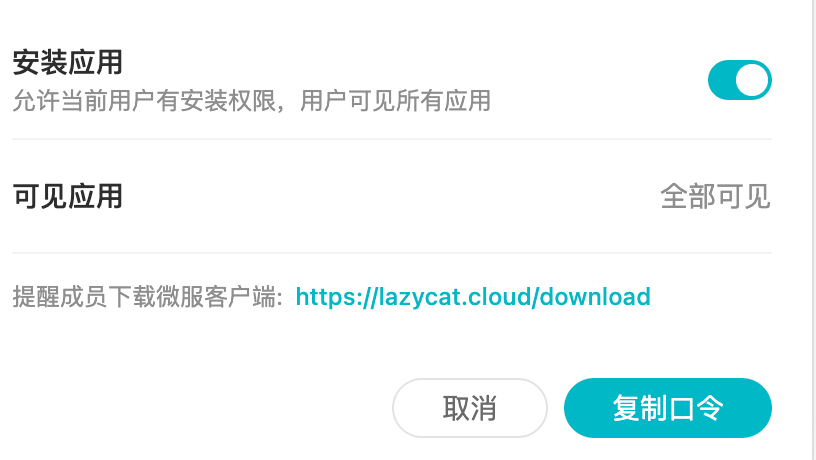 安装应用
允许当前用户有安装权限，用户可见所有应用
可见应用
全部可见
提醒成员下载微服客户端: https://lazycat.cloud/download
取消
复制口令